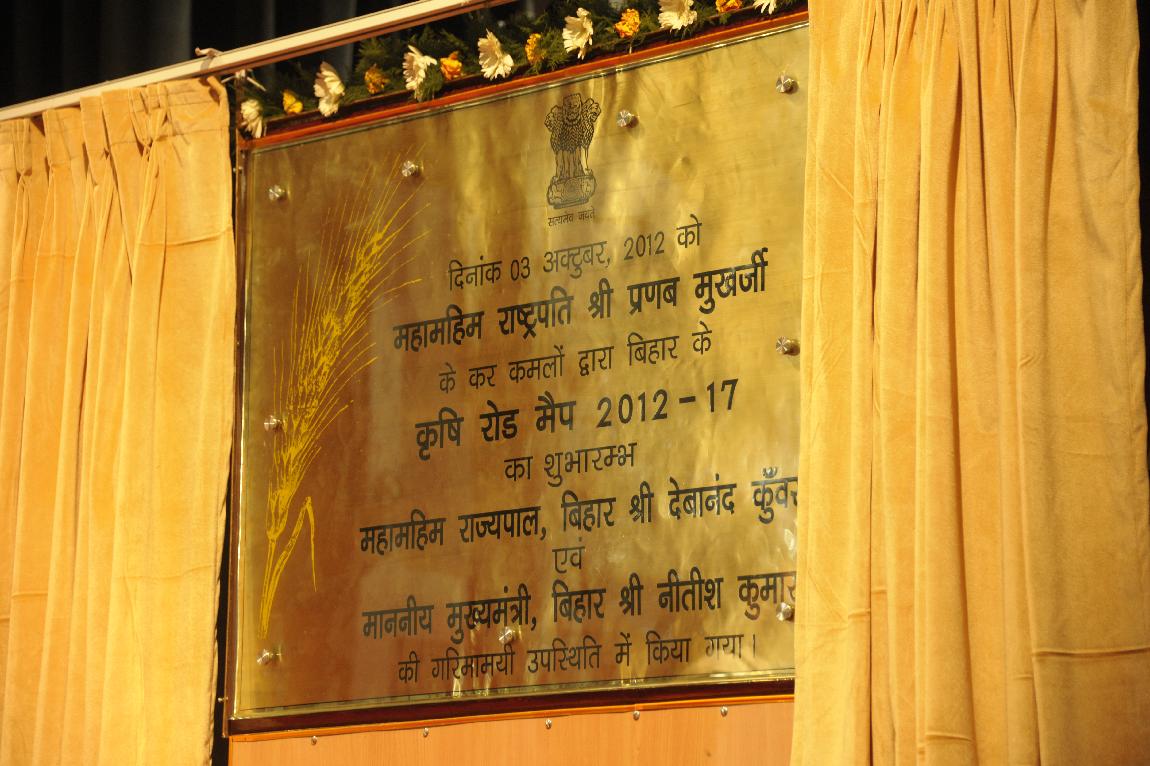 सत्यमेव जयते
दिनांक 03 अक्टुबर, 2012 को
महामहिम राष्ट्रपति श्री प्रणब मुखर्जी
के कर कमलों द्वारा बिहार के
कृषि रोड मैप 2012-17
का शुभारम्भ
महामहिम राज्यपाल, बिहार श्री देबानंद कुँवर
एवं
माननीय मुख्यमंत्री, बिहार श्री नीतीश कुमार
की गरिमामयी उपस्थिति में किया गया।